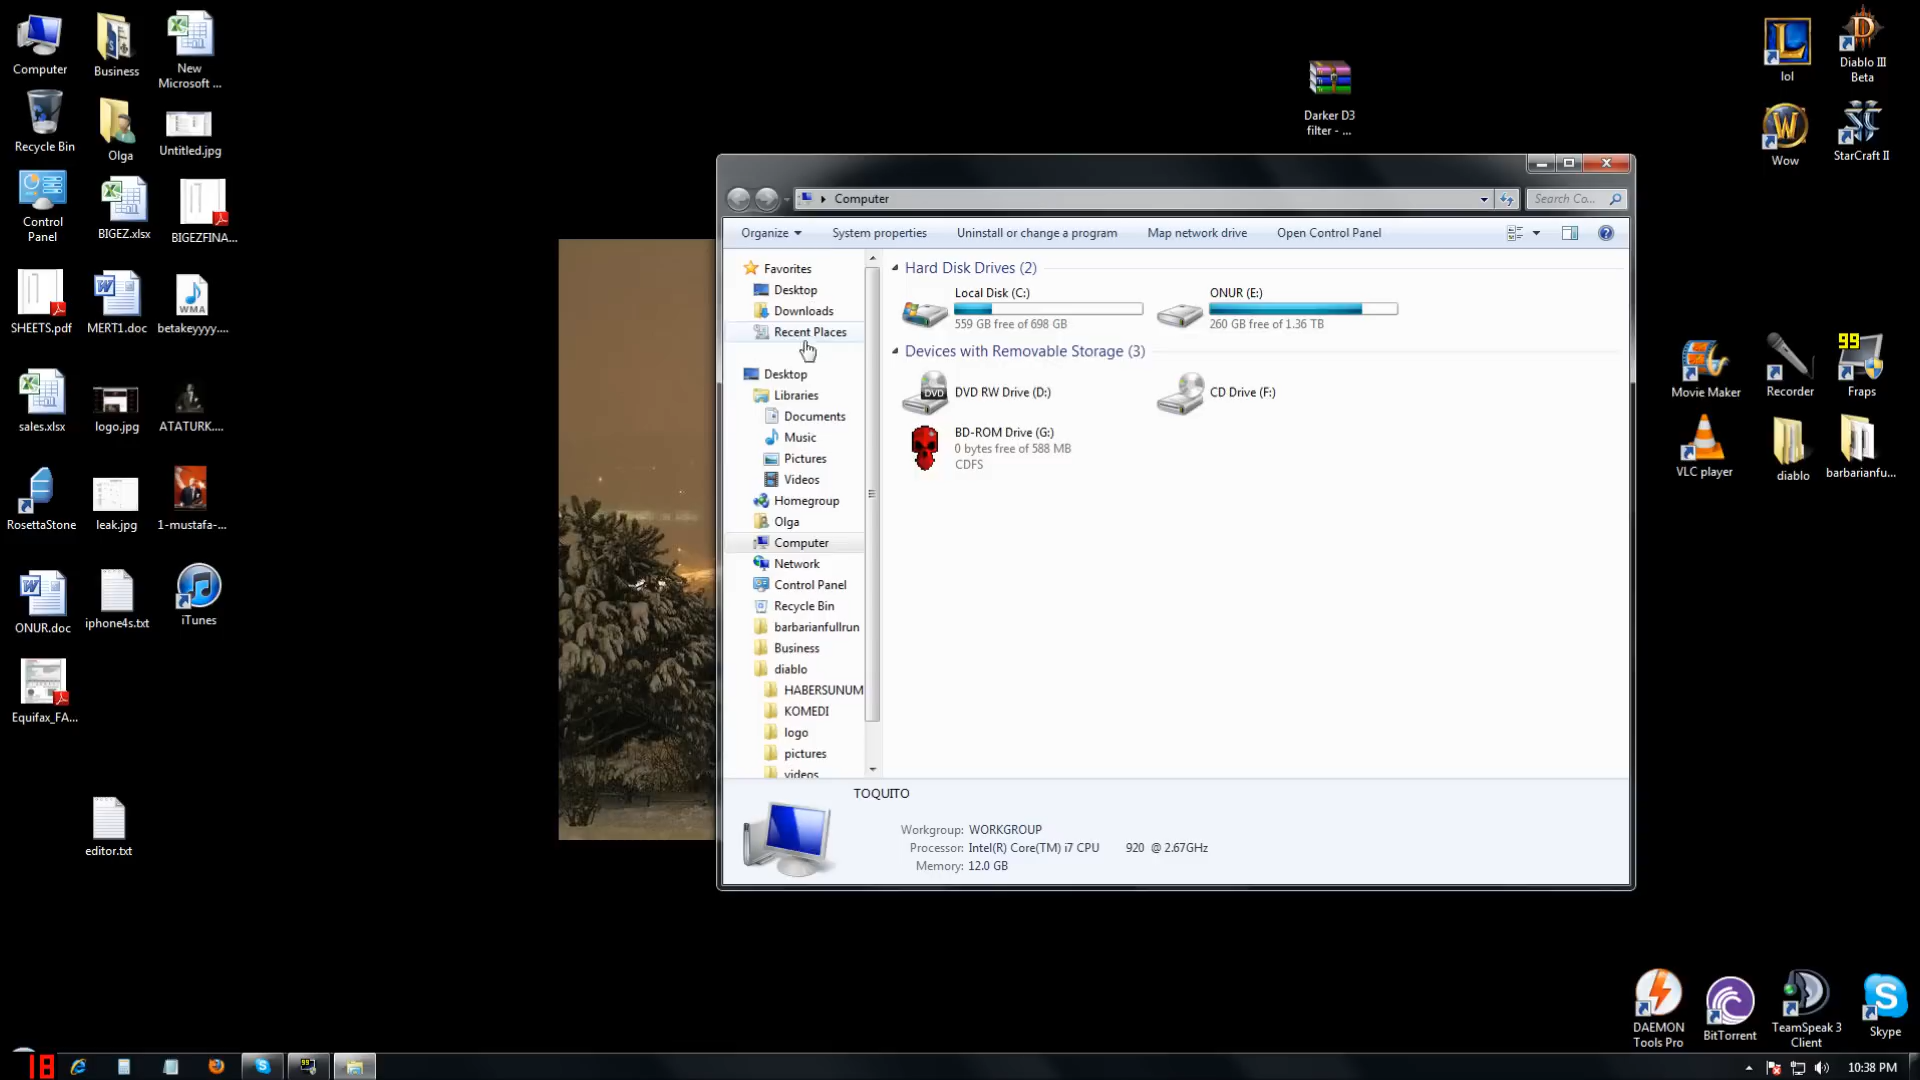 Computer
Business
New
Microsoft ...
Recycle Bin
Olga
Untitled.jpg
Control
Panel
BIGEZ.xlsx
BIGEZFINA...
SHEETS.pdf
MERT1.doc
betakeyyyy....
sales.xlsx
logo.jpg
ATATURK....
RosettaStone
leak.jpg
1-mustafa-...
ONUR.doc
iphone4s.txt
iTunes
Equifax_FA...
editor.txt
Darker D3
filter - ...
lol
Diablo III
Beta
Wow
StarCraft II
Movie Maker
Recorder
99
Fraps
VLC player
diablo
barbarianfu...
DAEMON
Tools Pro
BitTorrent
TeamSpeak 3
Client
Skype
Computer
Search Co...
Organize
System properties
Uninstall or change a program
Map network drive
Open Control Panel
Favorites
Desktop
Downloads
Recent Places
Desktop
Libraries
Documents
Music
Pictures
Videos
Homegroup
Olga
Computer
Network
Control Panel
Recycle Bin
barbarianfullrun
Business
diablo
HABERSUNUM
KOMEDI
logo
pictures
videos
Hard Disk Drives (2)
Local Disk (C:)
559 GB free of 698 GB
ONUR (E:)
260 GB free of 1.36 TB
Devices with Removable Storage (3)
DVD
DVD RW Drive (D:)
CD Drive (F:)
BD-ROM Drive (G:)
0 bytes free of 588 MB
CDFS
TOQUITO
Workgroup: WORKGROUP
Processor: Intel(R) Core(TM) i7 CPU 920 @ 2.67GHz
Memory: 12.0 GB
18
10:38 PM